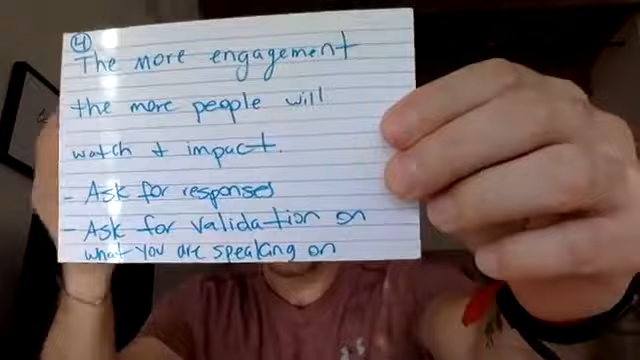 ④
The more engagement
the more people will
watch & impact.
- Ask for responses
- Ask for validation on
what you are speaking on